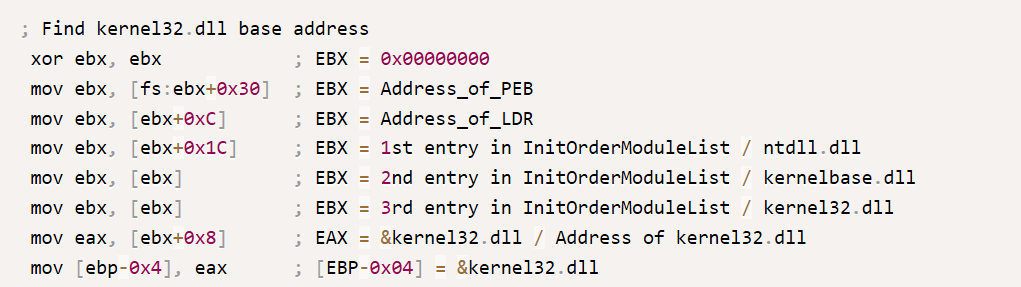 ; Find kernel32.dll base address
xor ebx, ebx ; EBX = 0x00000000
mov ebx, [fs:ebx+0x30] ; EBX = Address_of_PEB
mov ebx, [ebx+0xC] ; EBX = Address_of_LDR
mov ebx, [ebx+0x1C] ; EBX = 1st entry in InitOrderModuleList / ntdll.dll
mov ebx, [ebx] ; EBX = 2nd entry in InitOrderModuleList / kernelbase.dll
mov ebx, [ebx] ; EBX = 3rd entry in InitOrderModuleList / kernel32.dll
mov eax, [ebx+0x8] ; EAX = &kernel32.dll / Address of kernel32.dll
mov [ebp-0x4], eax ; [EBP-0x04] = &kernel32.dll